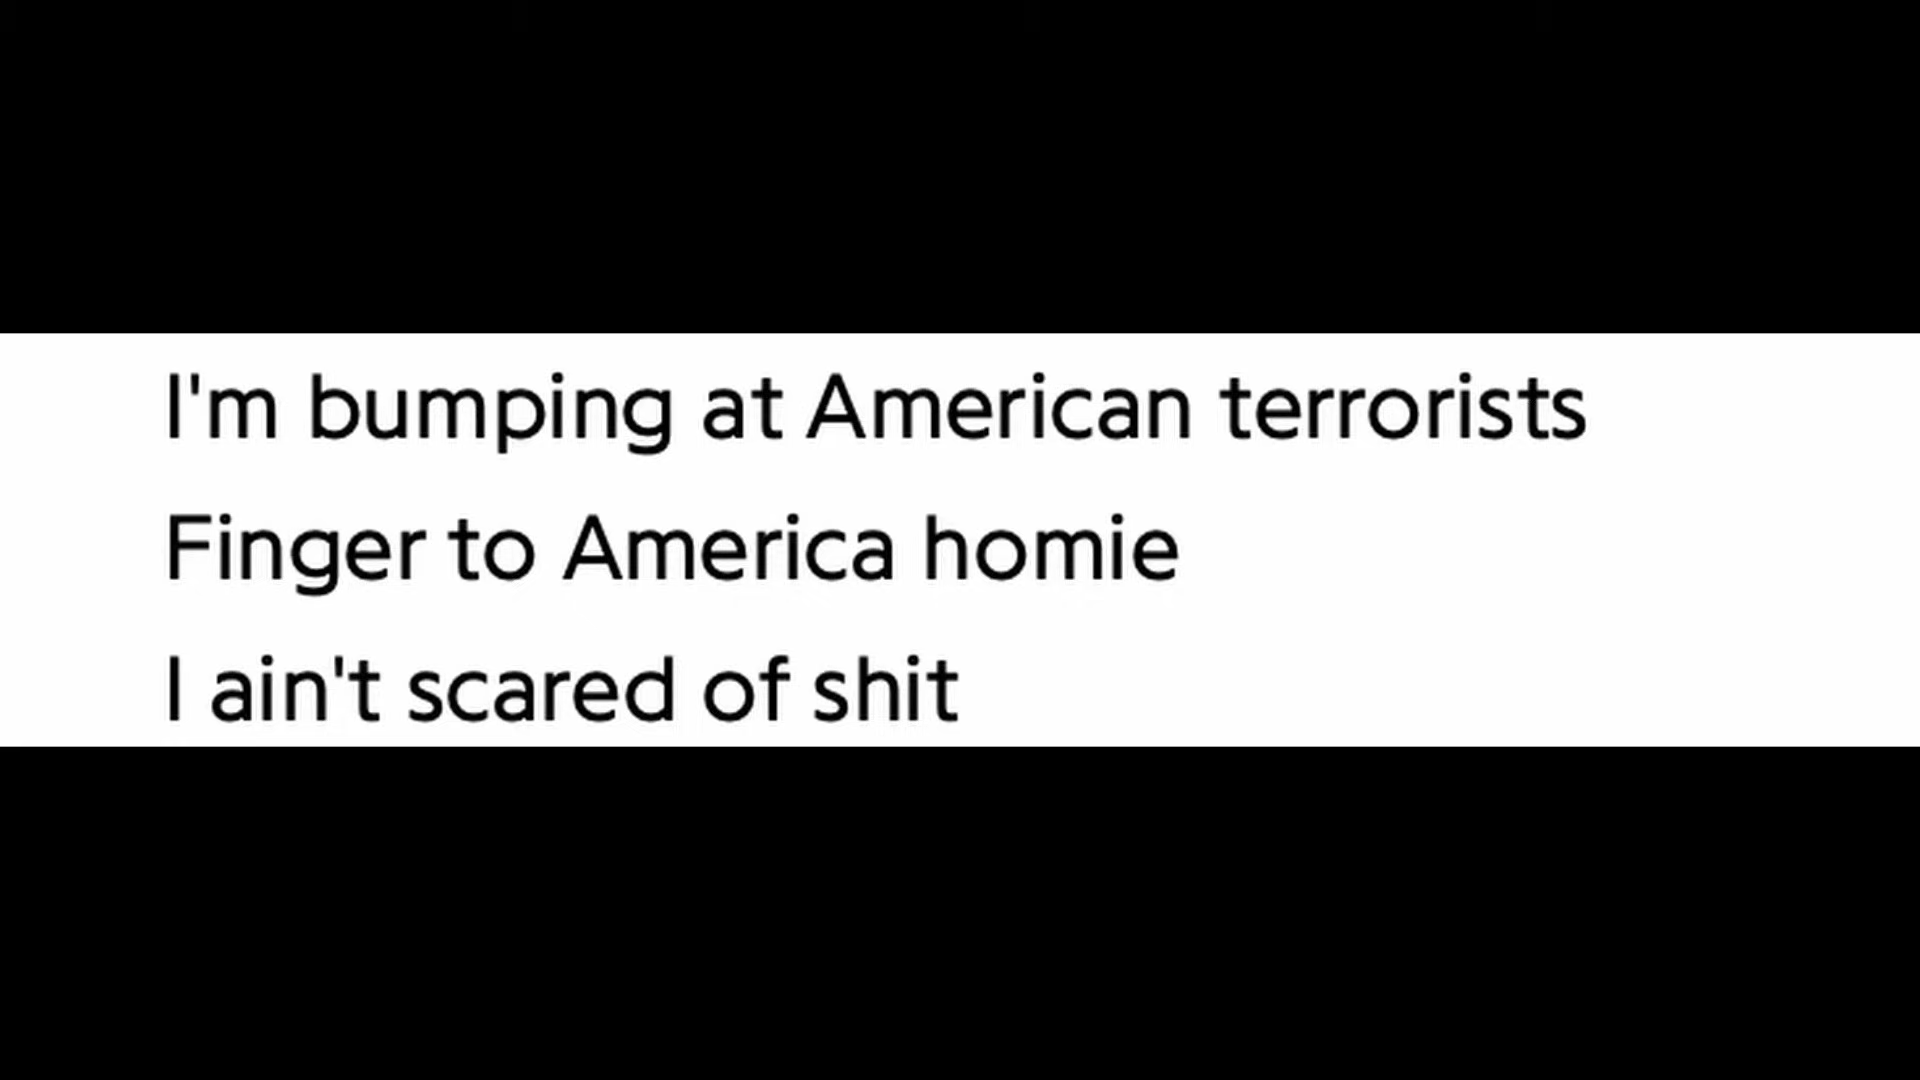 I'm bumping at American terrorists
Finger to America homie
I ain't scared of shit